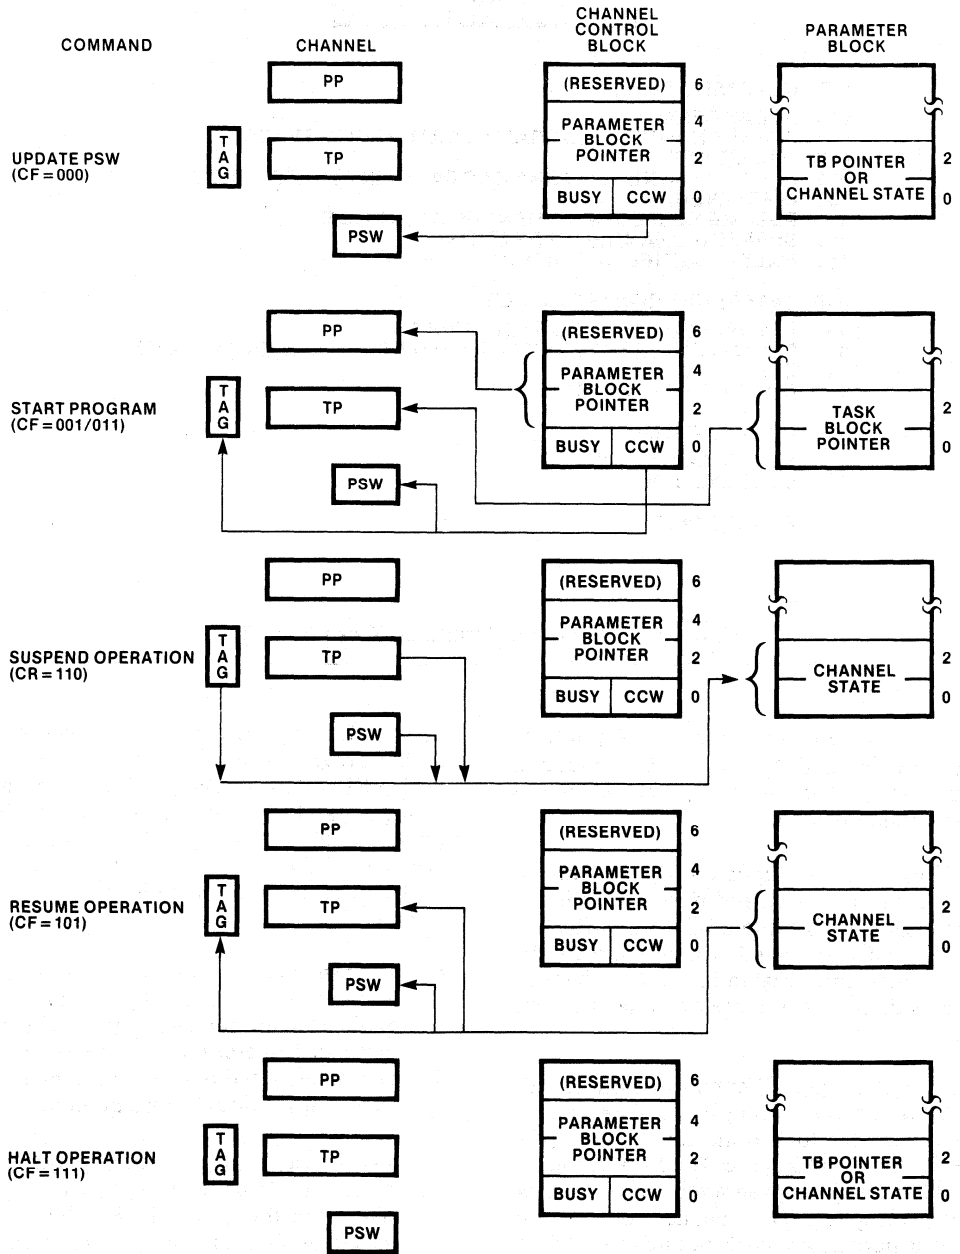 COMMAND
CHANNEL
CHANNEL
CONTROL
BLOCK
PARAMETER
BLOCK
UPDATE PSW
(CF = 000)
TAG
PP
TP
PSW
(RESERVED) 6
4
PARAMETER
BLOCK
POINTER
2
BUSY CCW 0
TB POINTER
OR
CHANNEL STATE
2
0
START PROGRAM
(CF = 001/011)
TAG
PP
TP
PSW
(RESERVED) 6
4
PARAMETER
BLOCK
POINTER
2
BUSY CCW 0
TASK
BLOCK
POINTER
2
0
SUSPEND OPERATION
(CR = 110)
TAG
PP
TP
PSW
(RESERVED) 6
4
PARAMETER
BLOCK
POINTER
2
BUSY CCW 0
CHANNEL
STATE
2
0
RESUME OPERATION
(CF = 101)
TAG
PP
TP
PSW
(RESERVED) 6
4
PARAMETER
BLOCK
POINTER
2
BUSY CCW 0
CHANNEL
STATE
2
0
HALT OPERATION
(CF = 111)
TAG
PP
TP
PSW
(RESERVED) 6
4
PARAMETER
BLOCK
POINTER
2
BUSY CCW 0
TB POINTER
OR
CHANNEL STATE
2
0